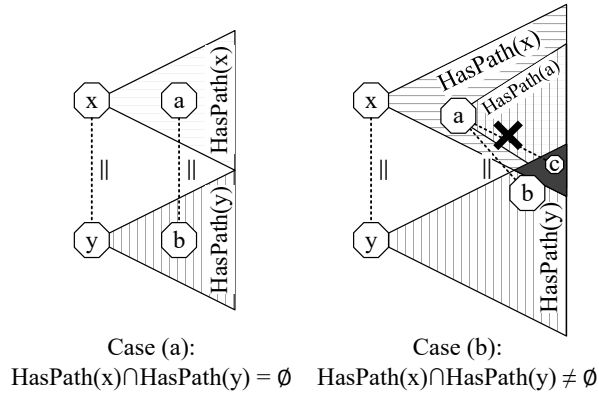 x
a
HasPath(x)
||
||
y
b
HasPath(y)
Case (a):
HasPath(x)∩HasPath(y) = ∅
HasPath(x)
HasPath(a)
x
a
c
||
||
b
y
HasPath(y)
Case (b):
HasPath(x)∩HasPath(y) ≠ ∅